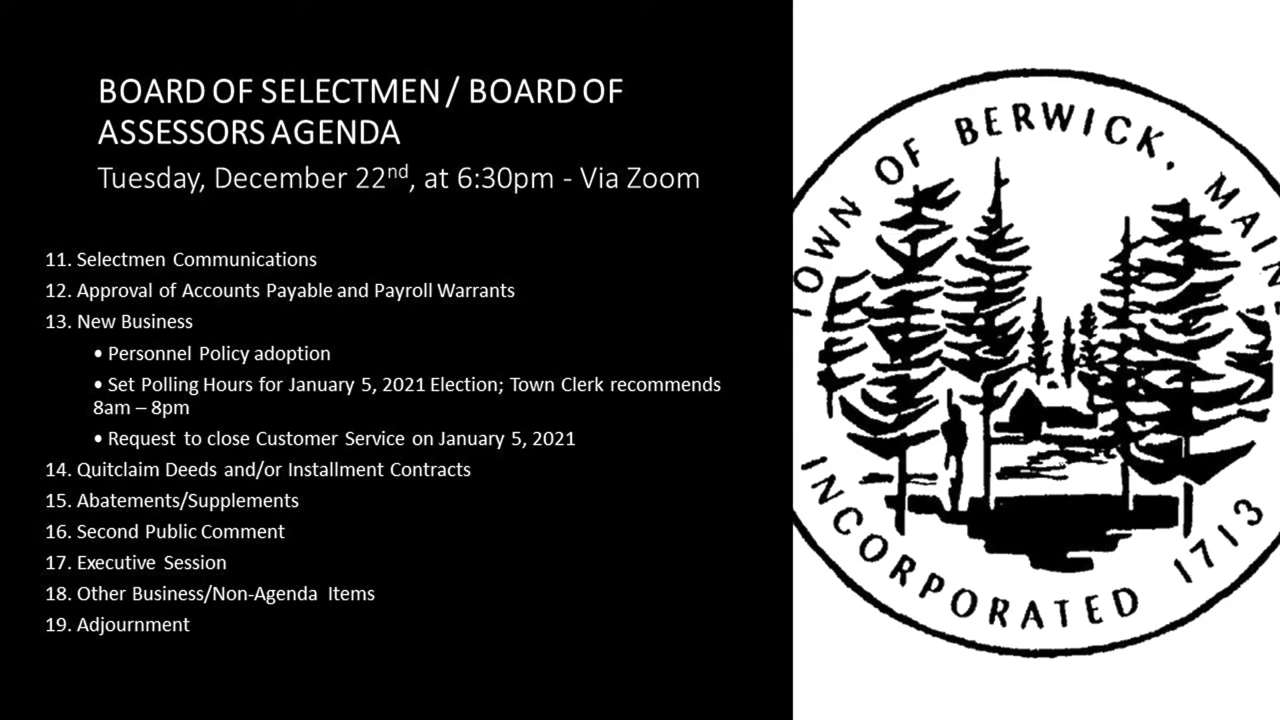 BOARD OF SELECTMEN / BOARD OF
ASSESSORS AGENDA
Tuesday, December 22nd, at 6:30pm - Via Zoom
11. Selectmen Communications
12. Approval of Accounts Payable and Payroll Warrants
13. New Business
• Personnel Policy adoption
• Set Polling Hours for January 5, 2021 Election; Town Clerk recommends
8am – 8pm
• Request to close Customer Service on January 5, 2021
14. Quitclaim Deeds and/or Installment Contracts
15. Abatements/Supplements
16. Second Public Comment
17. Executive Session
18. Other Business/Non-Agenda Items
19. Adjournment
TOWN OF BERWICK, MAINE
INCORPORATED 1713